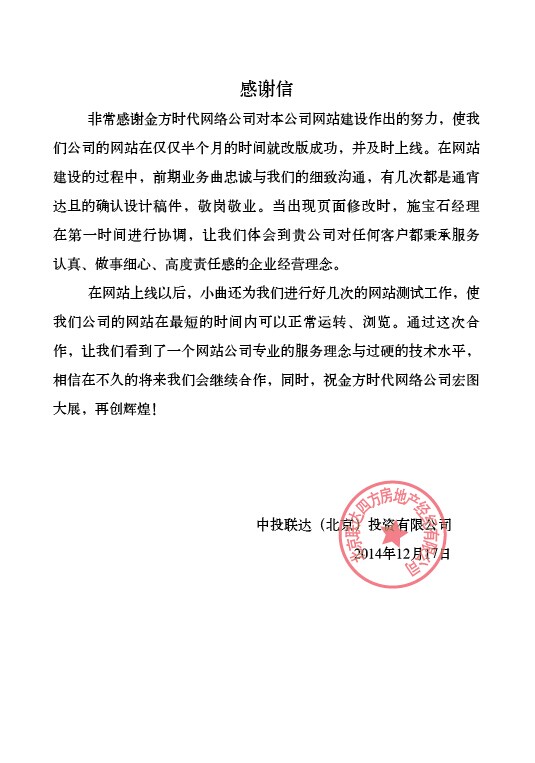 感谢信
非常感谢金方时代网络公司对本公司网站建设作出的努力，使我
们公司的网站在仅仅半个月的时间就改版成功，并及时上线。在网站
建设的过程中，前期业务曲忠诚与我们的细致沟通，有几次都是通宵
达旦的确认设计稿件，敬岗敬业。当出现页面修改时，施宝石经理
在第一时间进行协调，让我们体会到贵公司对任何客户都秉承服务
认真、做事细心、高度责任感的企业经营理念。
在网站上线以后，小曲还为我们进行好几次的网站测试工作，使
我们公司的网站在最短的时间内可以正常运转、浏览。通过这次合
作，让我们看到了一个网站公司专业的服务理念与过硬的技术水平，
相信在不久的将来我们会继续合作，同时，祝金方时代网络公司宏图
大展，再创辉煌！
中投联达（北京）投资有限公司
2014年12月17日
北京联达四方房地产经纪有限公司